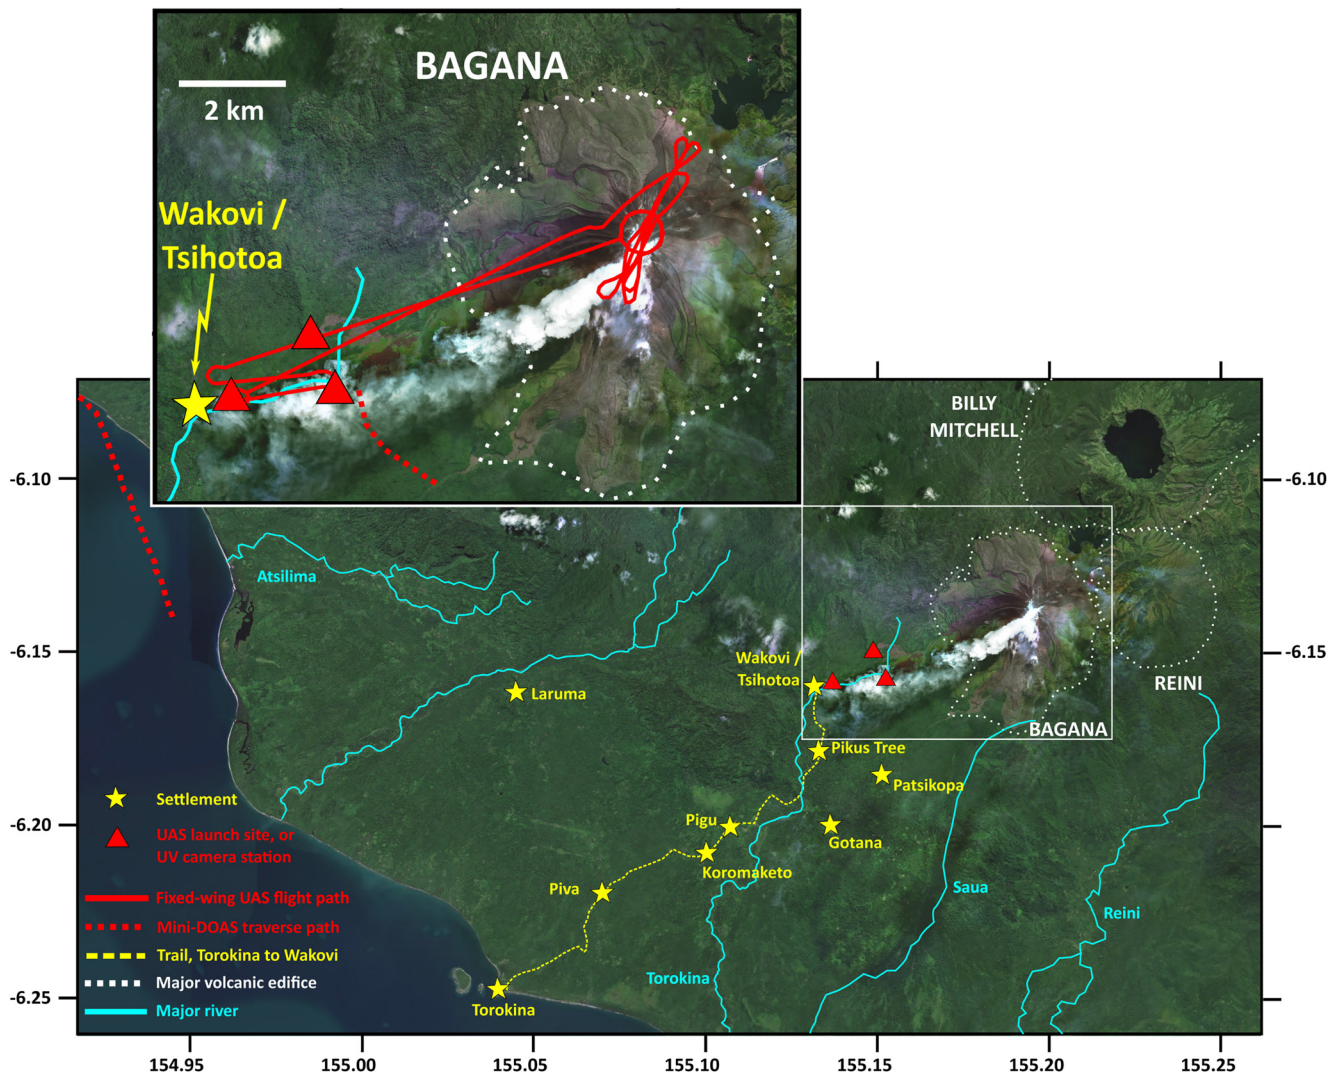 BAGANA
2 km
Wakovi /
Tsihotoa
BILLY
MITCHELL
-6.10
-6.10
Atsilima
-6.15
-6.15
Wakovi /
Tsihotoa
Laruma
REINI
BAGANA
Pikus Tree
Patsikopa
Settlement
-6.20
-6.20
Pigu
Gotana
UAS launch site, or
UV camera station
Koromaketo
Piva
Saua
Fixed-wing UAS flight path
Reini
Mini-DOAS traverse path
Trail, Torokina to Wakovi
Major volcanic edifice
Torokina
-6.25
-6.25
Major river
Torokina
154.95
155.00
155.05
155.10
155.15
155.20
155.25